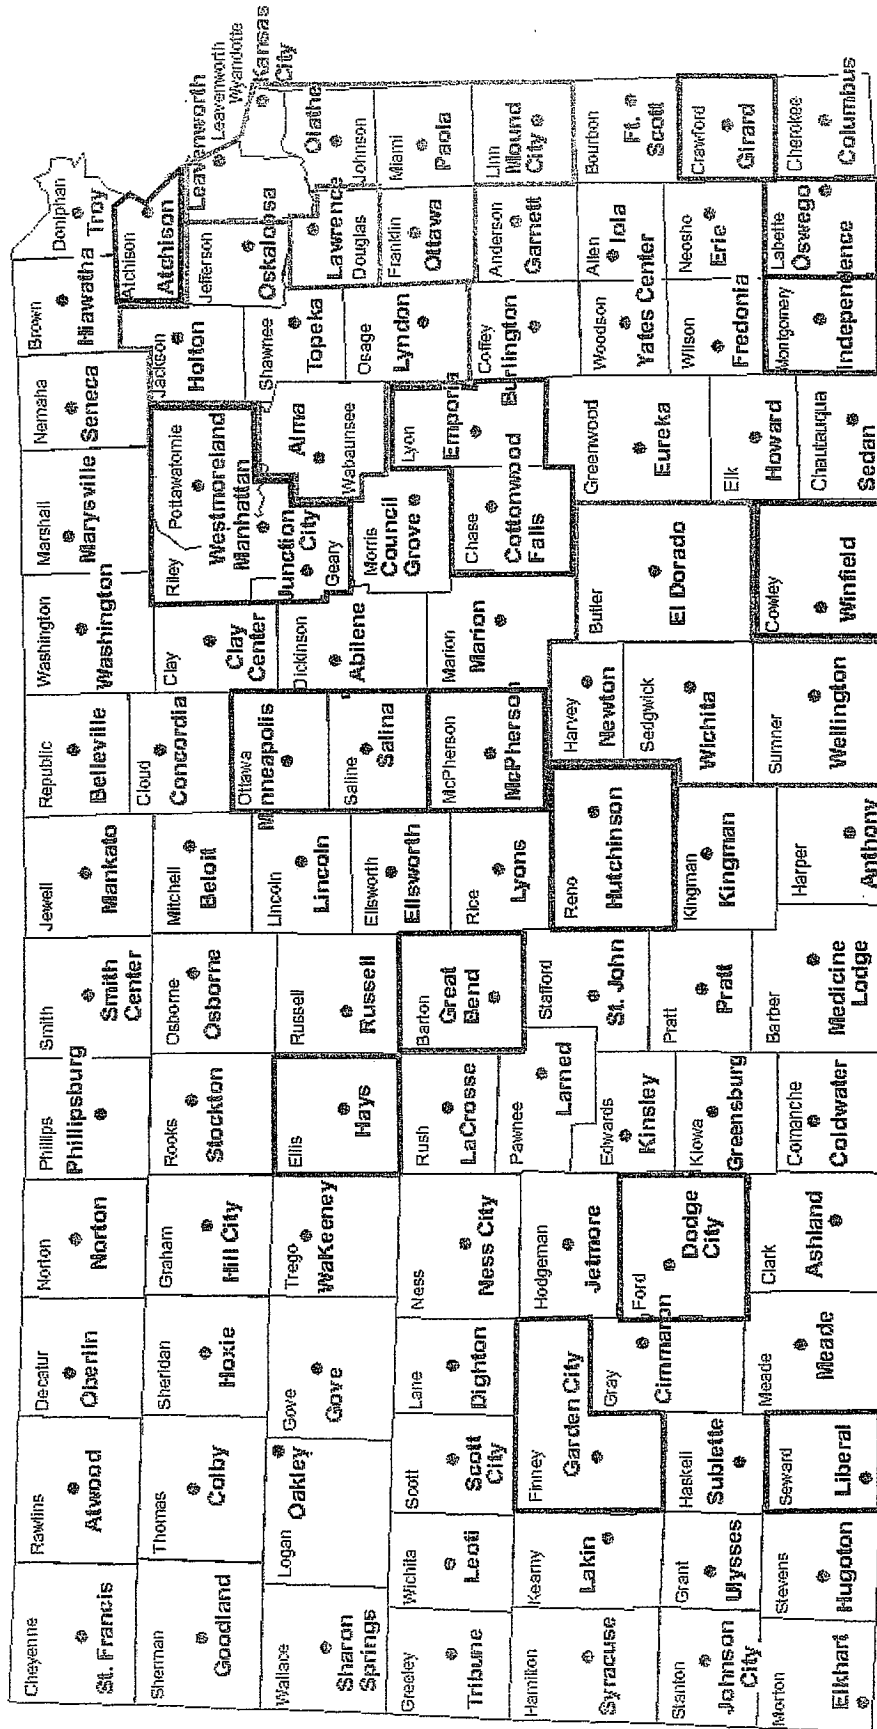 Cheyenne
St. Francis
Rawlins
Atwood
Decatur
Oberlin
Norton
Norton
Phillips
Phillipsburg
Smith
Smith
Center
Jewell
Mankato
Republic
Belleville
Washington
Washington
Marshall
Marysville
Nemaha
Seneca
Brown
Hiawatha
Doniphan
Troy
Sherman
Goodland
Thomas
Colby
Sheridan
Hoxie
Graham
Hill City
Rooks
Stockton
Osborne
Osborne
Mitchell
Beloit
Cloud
Concordia
Clay
Clay
Center
Riley
Manhattan
Pottawatomie
Westmoreland
Jackson
Holton
Atchison
Atchison
Jefferson
Oskaloosa
Leavenworth
Leavenworth
Wyandotte
Kansas
City
Wallace
Sharon
Springs
Logan
Oakley
Gove
Gove
Trego
WaKeeney
Ellis
Hays
Russell
Russell
Lincoln
Lincoln
Ottawa
Minneapolis
Saline
Salina
Dickinson
Abilene
Geary
Junction
City
Wabaunsee
Alma
Shawnee
Topeka
Douglas
Lawrence
Johnson
Olathe
Ellsworth
Ellsworth
Morris
Council
Grove
Osage
Lyndon
Franklin
Ottawa
Miami
Paola
Greeley
Tribune
Wichita
Leoti
Scott
Scott
City
Lane
Dighton
Ness
Ness City
Rush
LaCrosse
Barton
Great
Bend
Rice
Lyons
McPherson
McPherson
Marion
Marion
Chase
Cottonwood
Falls
Lyon
Emporia
Coffey
Burlington
Anderson
Garnett
Linn
Mound
City
Hamilton
Syracuse
Kearny
Lakin
Finney
Garden City
Hodgeman
Jetmore
Pawnee
Larned
Stafford
St. John
Reno
Hutchinson
Harvey
Newton
Butler
El Dorado
Greenwood
Eureka
Woodson
Yates Center
Allen
Iola
Bourbon
Ft.
Scott
Gray
Cimmaron
Ford
Dodge
City
Edwards
Kinsley
Sedgwick
Wichita
Stanton
Johnson
City
Grant
Ulysses
Haskell
Sublette
Kiowa
Greensburg
Pratt
Pratt
Kingman
Kingman
Elk
Howard
Wilson
Fredonia
Neosho
Erie
Crawford
Girard
Morton
Elkhart
Stevens
Hugoton
Seward
Liberal
Meade
Meade
Clark
Ashland
Comanche
Coldwater
Barber
Medicine
Lodge
Harper
Anthony
Sumner
Wellington
Cowley
Winfield
Chautauqua
Sedan
Montgomery
Independence
Labette
Oswego
Cherokee
Columbus